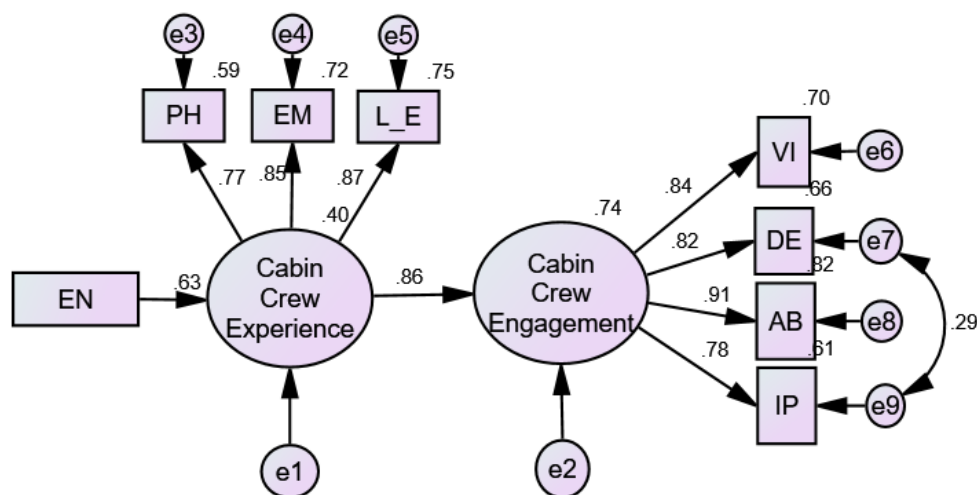 e3
e4
e5
.59
.72
.75
PH
EM
L_E
.77
.85
.87
.40
EN
.63
Cabin
Crew
Experience
.86
.74
Cabin
Crew
Engagement
.70
VI
e6
.84
.66
DE
e7
.82
.82
AB
e8
.91
.61
IP
e9
.78
.29
e1
e2